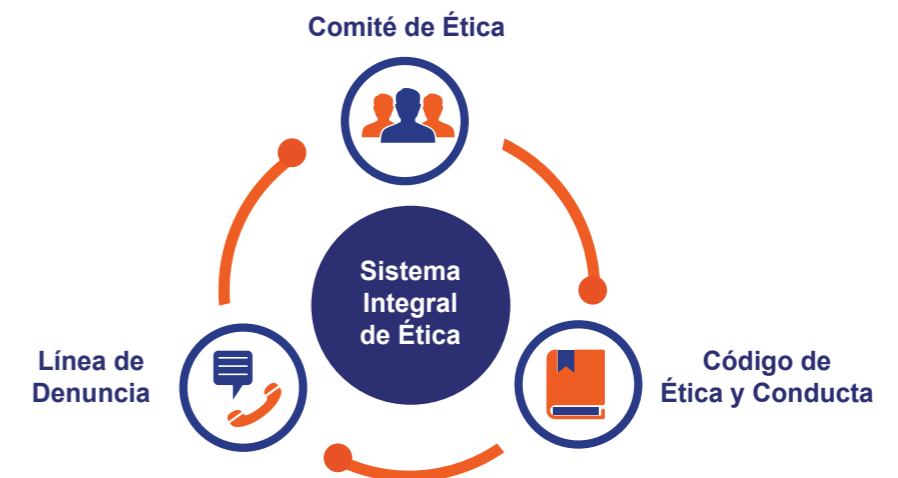 Comité de Ética
Sistema
Integral
de Ética
Línea de
Denuncia
Código de
Ética y Conducta